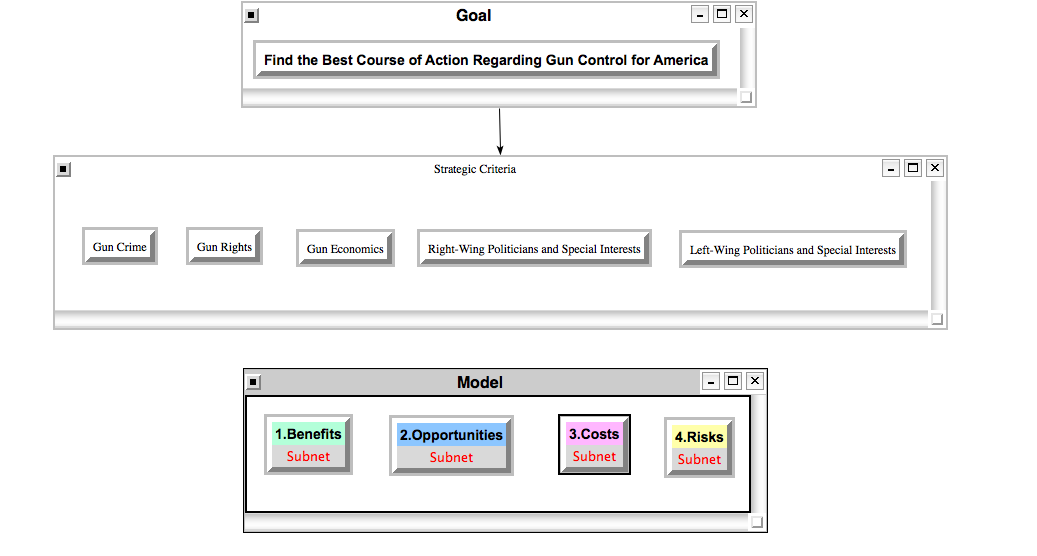 Goal
Find the Best Course of Action Regarding Gun Control for America
Strategic Criteria
Gun Crime
Gun Rights
Gun Economics
Right-Wing Politicians and Special Interests
Left-Wing Politicians and Special Interests
Model
1.Benefits
Subnet
2.Opportunities
Subnet
3.Costs
Subnet
4.Risks
Subnet